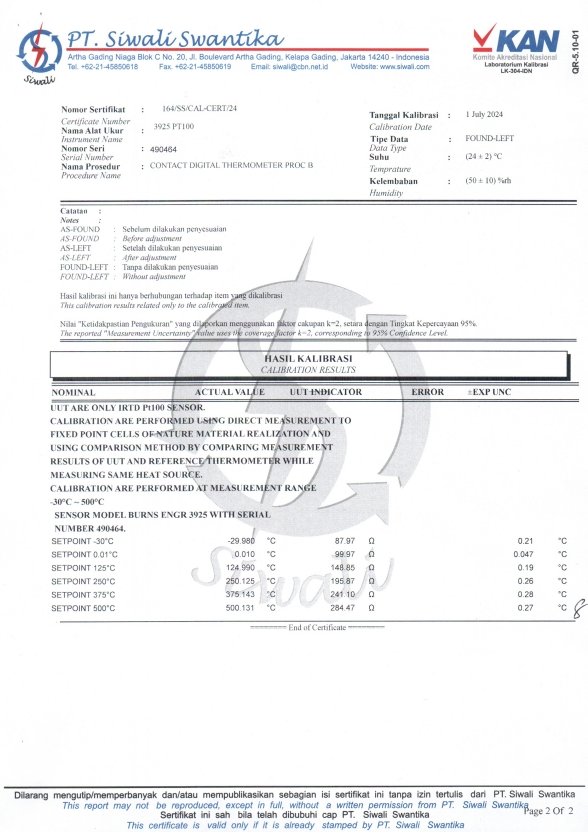 PT. Siwali Swantika
Artha Gading Niaga Blok C No. 20, Jl. Boulevard Artha Gading, Kelapa Gading, Jakarta 14240 - Indonesia
Tel. +62-21-45850618 Fax. +62-21-45850619 Email: siwali@cbn.net.id Website: www.siwali.com
Siwali
KAN
Komite Akreditasi Nasional
Laboratorium Kalibrasi
LK-304-IDN
QR-5.10-01
Nomor Sertifikat : 164/SS/CAL-CERT/24
Certificate Number
Nama Alat Ukur : 3925 PT100
Instrument Name
Nomor Seri : 490464
Serial Number
Nama Prosedur : CONTACT DIGITAL THERMOMETER PROC B
Procedure Name
Tanggal Kalibrasi : 1 July 2024
Calibration Date
Tipe Data : FOUND-LEFT
Data Type
Suhu : (24 ± 2) °C
Temprature
Kelembaban : (50 ± 10) %rh
Humidity
Catatan :
Notes :
AS-FOUND : Sebelum dilakukan penyesuaian
AS-FOUND : Before adjustment
AS-LEFT : Setelah dilakukan penyesuaian
AS-LEFT : After adjustment
FOUND-LEFT : Tanpa dilakukan penyesuaian
FOUND-LEFT : Without adjustment
Hasil kalibrasi ini hanya berhubungan terhadap item yang dikalibrasi
This calibration results related only to the calibrated item.
Nilai "Ketidakpastian Pengukuran" yang dilaporkan menggunakan faktor cakupan k=2, setara dengan Tingkat Kepercayaan 95%.
The reported "Measurement Uncertainty" value uses the coverage factor k=2, corresponding to 95% Confidence Level.
HASIL KALIBRASI
CALIBRATION RESULTS
NOMINAL ACTUAL VALUE UUT INDICATOR ERROR ±EXP UNC
UUT ARE ONLY IRTD Pt100 SENSOR.
CALIBRATION ARE PERFORMED USING DIRECT MEASUREMENT TO
FIXED POINT CELLS OF NATURE MATERIAL REALIZATION AND
USING COMPARISON METHOD BY COMPARING MEASUREMENT
RESULTS OF UUT AND REFERENCE THERMOMETER WHILE
MEASURING SAME HEAT SOURCE.
CALIBRATION ARE PERFORMED AT MEASUREMENT RANGE
-30°C ~ 500°C
SENSOR MODEL BURNS ENGR 3925 WITH SERIAL
NUMBER 490464.
SETPOINT -30°C -29.980 °C 87.97 Ω 0.21 °C
SETPOINT 0.01°C 0.010 °C 99.97 Ω 0.047 °C
SETPOINT 125°C 124.990 °C 148.85 Ω 0.19 °C
SETPOINT 250°C 250.125 °C 195.87 Ω 0.26 °C
SETPOINT 375°C 375.143 °C 241.10 Ω 0.28 °C
SETPOINT 500°C 500.131 °C 284.47 Ω 0.27 °C
Siwali
======== End of Certificate ========
Dilarang mengutip/memperbanyak dan/atau mempublikasikan sebagian isi sertifikat ini tanpa izin tertulis dari PT. Siwali Swantika
This report may not be reproduced, except in full, without a written permission from PT. Siwali Swantika
Sertifikat ini sah bila telah dibubuhi cap PT. Siwali Swantika
This certificate is valid only if it is already stamped by PT. Siwali Swantika
Page 2 Of 2